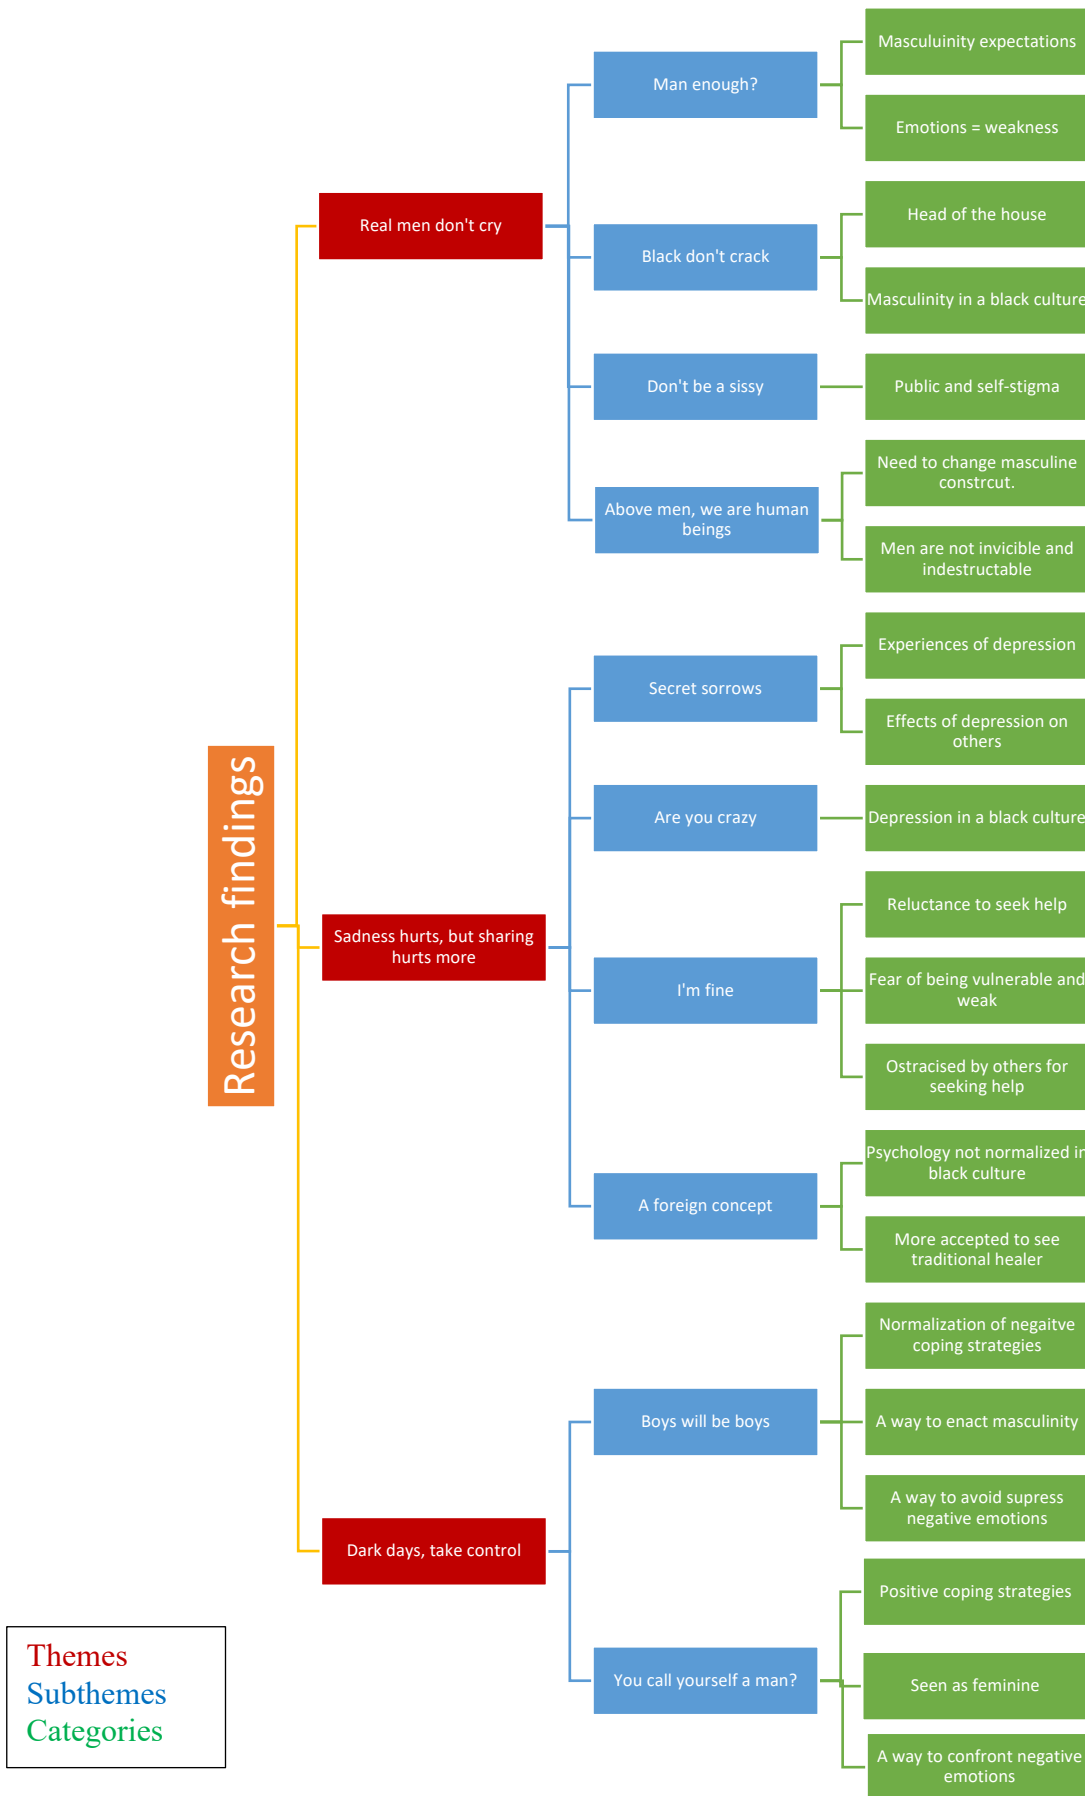 Research findings
Real men don't cry
Man enough?
Masculuinity expectations
Emotions = weakness
Black don't crack
Head of the house
Masculinity in a black culture
Don't be a sissy
Public and self-stigma
Above men, we are human
beings
Need to change masculine
constrcut.
Men are not invicible and
indestructable
Sadness hurts, but sharing
hurts more
Secret sorrows
Experiences of depression
Effects of depression on
others
Are you crazy
Depression in a black culture
I'm fine
Reluctance to seek help
Fear of being vulnerable and
weak
Ostracised by others for
seeking help
A foreign concept
Psychology not normalized in
black culture
More accepted to see
traditional healer
Dark days, take control
Boys will be boys
Normalization of negaitve
coping strategies
A way to enact masculinity
A way to avoid supress
negative emotions
You call yourself a man?
Positive coping strategies
Seen as feminine
A way to confront negative
emotions
Themes
Subthemes
Categories